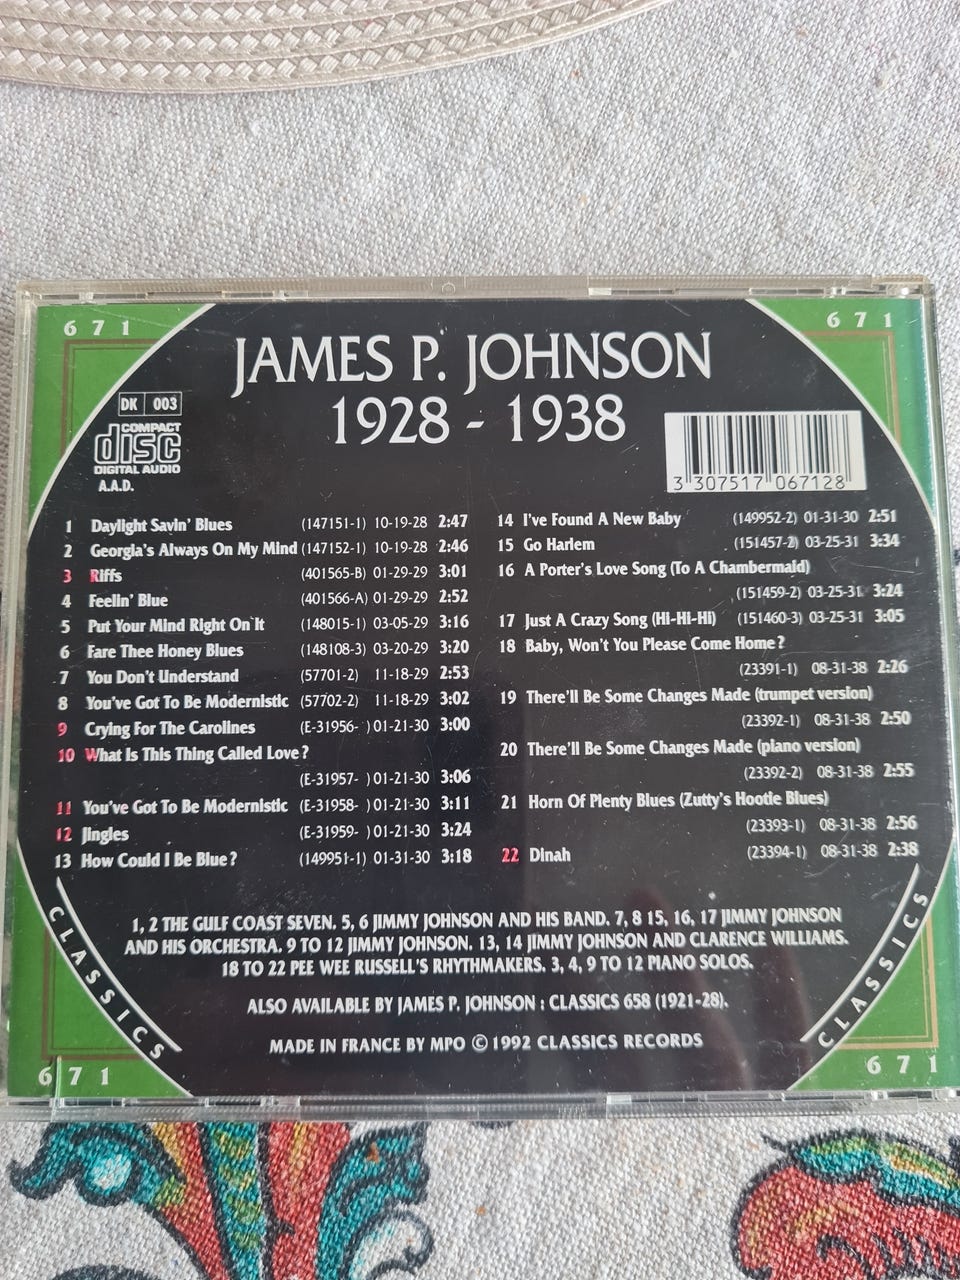 671
671
JAMES P. JOHNSON
1928 - 1938
DK 003
COMPACT
disc
DIGITAL AUDIO
A.A.D.
3 307517 067128
1 Daylight Savin' Blues (147151-1) 10-19-28 2:47
2 Georgia's Always On My Mind (147152-1) 10-19-28 2:46
3 Riffs (401565-B) 01-29-29 3:01
4 Feelin' Blue (401566-A) 01-29-29 2:52
5 Put Your Mind Right On It (148015-1) 03-05-29 3:16
6 Fare Thee Honey Blues (148108-3) 03-20-29 3:20
7 You Don't Understand (57701-2) 11-18-29 2:53
8 You've Got To Be Modernistic (57702-2) 11-18-29 3:02
9 Crying For The Carolines (E-31956- ) 01-21-30 3:00
10 What Is This Thing Called Love?
(E-31957- ) 01-21-30 3:06
11 You've Got To Be Modernistic (E-31958- ) 01-21-30 3:11
12 Jingles (E-31959- ) 01-21-30 3:24
13 How Could I Be Blue? (149951-1) 01-31-30 3:18
14 I've Found A New Baby (149952-2) 01-31-30 2:51
15 Go Harlem (151457-2) 03-25-31 3:34
16 A Porter's Love Song (To A Chambermaid)
(151459-2) 03-25-31 3:24
17 Just A Crazy Song (Hi-Hi-Hi) (151460-3) 03-25-31 3:05
18 Baby, Won't You Please Come Home?
(23391-1) 08-31-38 2:26
19 There'll Be Some Changes Made (trumpet version)
(23392-1) 08-31-38 2:50
20 There'll Be Some Changes Made (piano version)
(23392-2) 08-31-38 2:55
21 Horn Of Plenty Blues (Zutty's Hootie Blues)
(23393-1) 08-31-38 2:56
22 Dinah (23394-1) 08-31-38 2:38
1, 2 THE GULF COAST SEVEN. 5, 6 JIMMY JOHNSON AND HIS BAND. 7, 8 15, 16, 17 JIMMY JOHNSON
AND HIS ORCHESTRA. 9 TO 12 JIMMY JOHNSON. 13, 14 JIMMY JOHNSON AND CLARENCE WILLIAMS.
18 TO 22 PEE WEE RUSSELL'S RHYTHMAKERS. 3, 4, 9 TO 12 PIANO SOLOS.
ALSO AVAILABLE BY JAMES P. JOHNSON : CLASSICS 658 (1921-28).
MADE IN FRANCE BY MPO © 1992 CLASSICS RECORDS
CLASSICS
CLASSICS
671
671